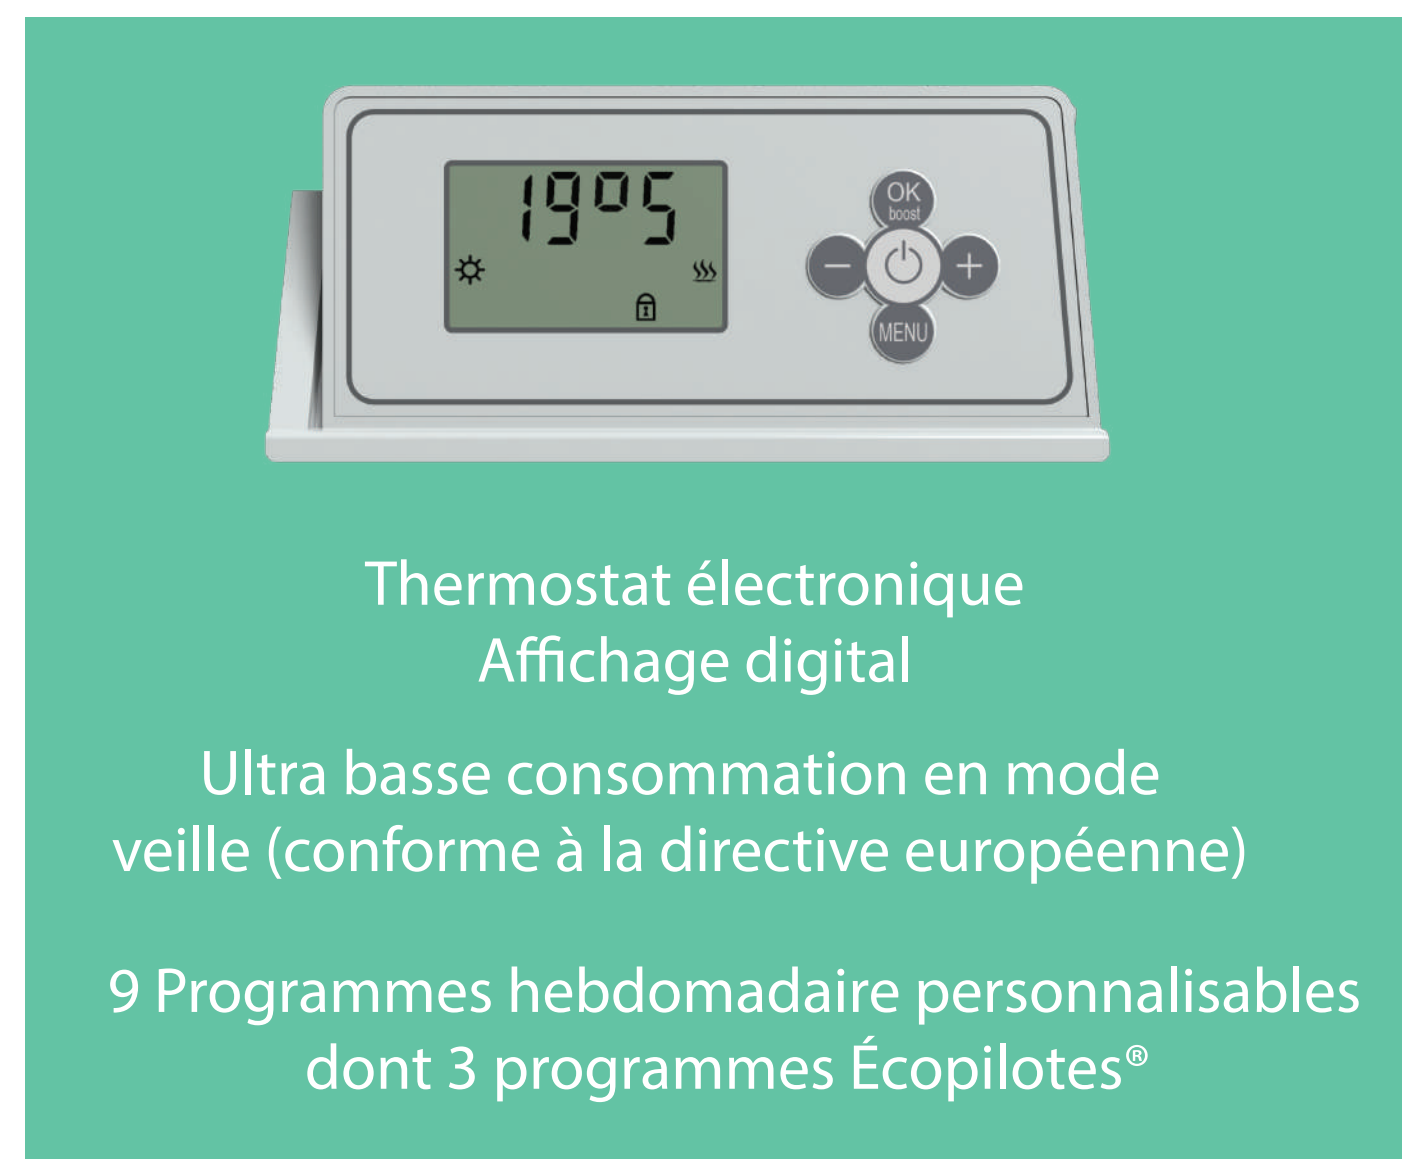 19°5
OK
boost
− +
MENU
Thermostat électronique
Affichage digital
Ultra basse consommation en mode
veille (conforme à la directive européenne)
9 Programmes hebdomadaire personnalisables
dont 3 programmes Écopilotes®